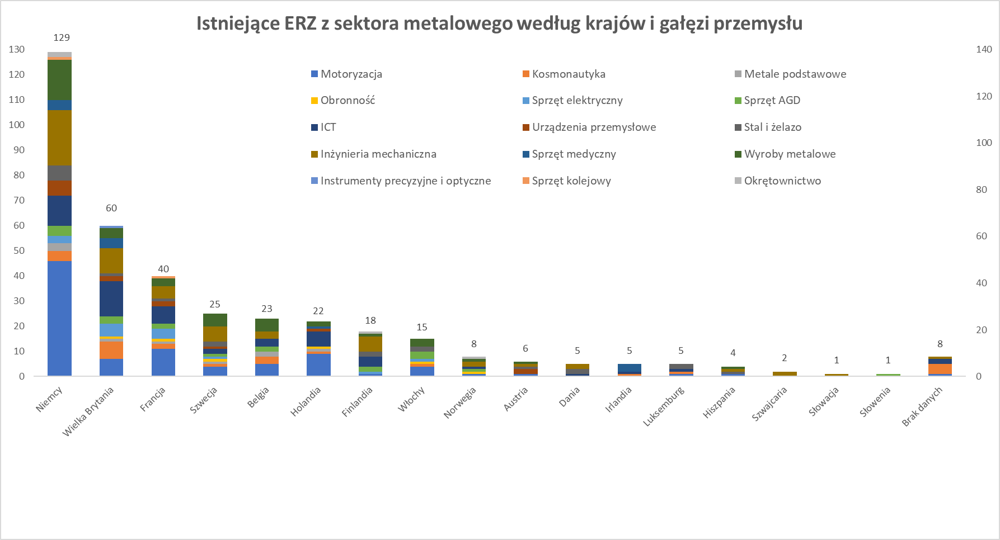 Istniejące ERZ z sektora metalowego według krajów i gałęzi przemysłu
129
60
40
25
23
22
18
15
8
6
5
5
5
4
2
1
1
8
130
120
110
100
90
80
70
60
50
40
30
20
10
0
140
120
100
80
60
40
20
0
Motoryzacja Kosmonautyka Metale podstawowe
Obronność Sprzęt elektryczny Sprzęt AGD
ICT Urządzenia przemysłowe Stal i żelazo
Inżynieria mechaniczna Sprzęt medyczny Wyroby metalowe
Instrumenty precyzyjne i optyczne Sprzęt kolejowy Okrętownictwo
Niemcy
Wielka Brytania
Francja
Szwecja
Belgia
Holandia
Finlandia
Włochy
Norwegia
Austria
Dania
Irlandia
Luksemburg
Hiszpania
Szwajcaria
Słowacja
Słowenia
Brak danych